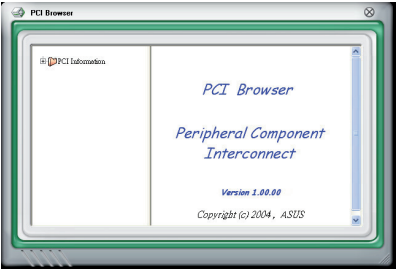 PCI Browser
PCI Information
PCI Browser
Peripheral Component
Interconnect
Version 1.00.00
Copyright (c) 2004 , ASUS